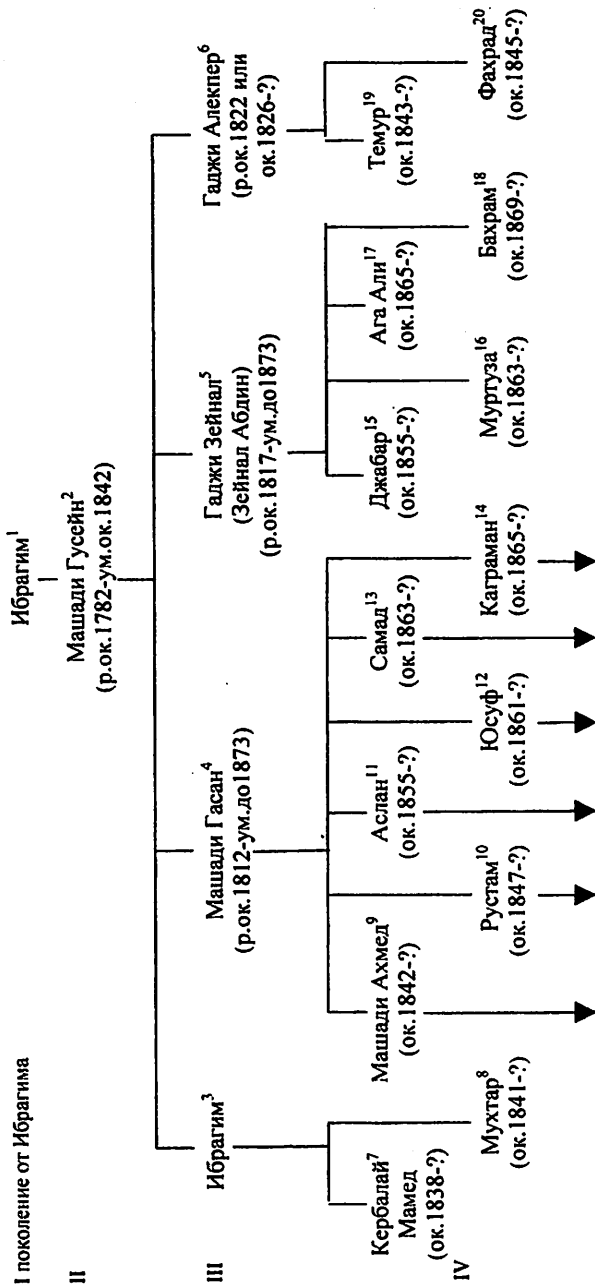 I поколение от Ибрагима
Ибрагим¹
II
Машади Гусейн²
(р.ок.1782-ум.ок.1842)
III
Ибрагим³
Машади Гасан⁴
(р.ок.1812-ум.до1873)
Гаджи Зейнал⁵
(Зейнал Абдин)
(р.ок.1817-ум.до1873)
Гаджи Алекпер⁶
(р.ок.1822 или
ок.1826-?)
IV
Кербалай⁷
Мамед
(ок.1838-?)
Мухтар⁸
(ок.1841-?)
Машади Ахмед⁹
(ок.1842-?)
Рустам¹⁰
(ок.1847-?)
Аслан¹¹
(ок.1855-?)
Юсуф¹²
(ок.1861-?)
Самад¹³
(ок.1863-?)
Каграман¹⁴
(ок.1865-?)
Джабар¹⁵
(ок.1855-?)
Муртуза¹⁶
(ок.1863-?)
Ага Али¹⁷
(ок.1865-?)
Бахрам¹⁸
(ок.1869-?)
Темур¹⁹
(ок.1843-?)
Фахрад²⁰
(ок.1845-?)